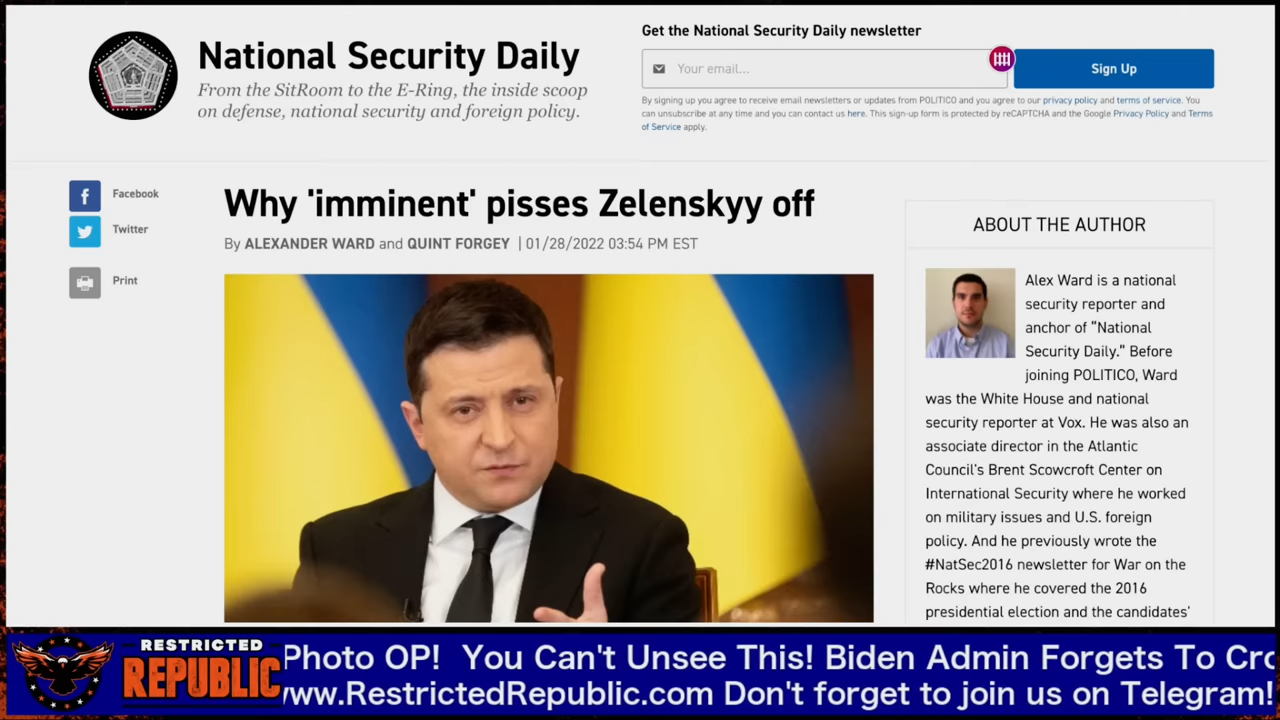 National Security Daily
From the SitRoom to the E-Ring, the inside scoop
on defense, national security and foreign policy.
Get the National Security Daily newsletter
Your email...
Sign Up
By signing up you agree to receive email newsletters or updates from POLITICO and you agree to our privacy policy and terms of service. You
can unsubscribe at any time and you can contact us here. This sign-up form is protected by reCAPTCHA and the Google Privacy Policy and Terms
of Service apply.
Facebook
Twitter
Print
Why 'imminent' pisses Zelenskyy off
By ALEXANDER WARD and QUINT FORGEY | 01/28/2022 03:54 PM EST
ABOUT THE AUTHOR
Alex Ward is a national
security reporter and
anchor of “National
Security Daily.” Before
joining POLITICO, Ward
was the White House and national
security reporter at Vox. He was also an
associate director in the Atlantic
Council's Brent Scowcroft Center on
International Security where he worked
on military issues and U.S. foreign
policy. And he previously wrote the
#NatSec2016 newsletter for War on the
Rocks where he covered the 2016
presidential election and the candidates'
RESTRICTED
REPUBLIC
Photo OP! You Can't Unsee This! Biden Admin Forgets To Cro
www.RestrictedRepublic.com Don't forget to join us on Telegram!